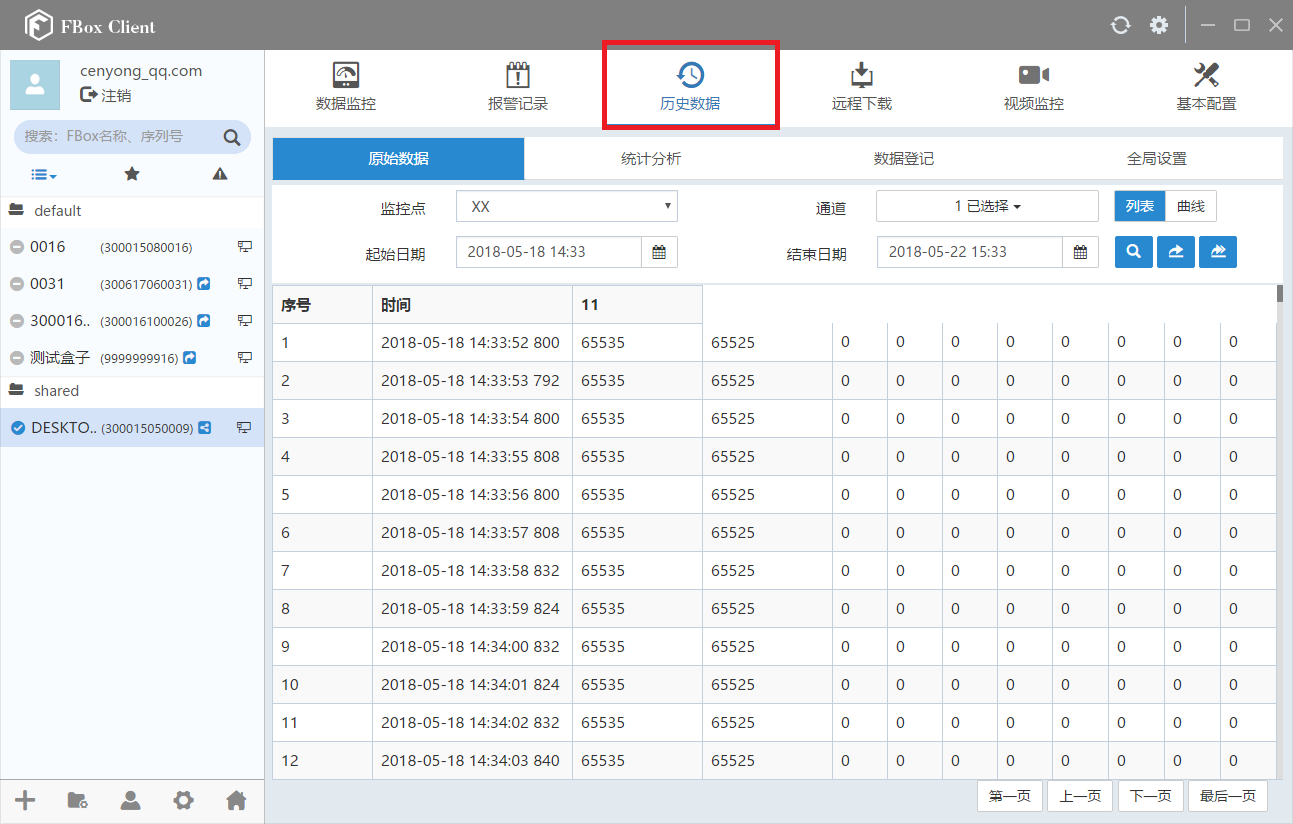 FBox Client
cenyong_qq.com
注销
搜索：FBox名称、序列号
default
0016 (300015080016)
0031 (300617060031)
300016.. (300016100026)
测试盒子 (9999999916)
shared
DESKTO.. (300015050009)
数据监控 报警记录 历史数据 远程下载 视频监控 基本配置
原始数据 统计分析 数据登记 全局设置
监控点 XX 通道 1 已选择 列表 曲线
起始日期 2018-05-18 14:33 结束日期 2018-05-22 15:33
序号 时间 11
1 2018-05-18 14:33:52 800 65535 65525 0 0 0 0 0 0 0 0
2 2018-05-18 14:33:53 792 65535 65525 0 0 0 0 0 0 0 0
3 2018-05-18 14:33:54 800 65535 65525 0 0 0 0 0 0 0 0
4 2018-05-18 14:33:55 808 65535 65525 0 0 0 0 0 0 0 0
5 2018-05-18 14:33:56 800 65535 65525 0 0 0 0 0 0 0 0
6 2018-05-18 14:33:57 808 65535 65525 0 0 0 0 0 0 0 0
7 2018-05-18 14:33:58 832 65535 65525 0 0 0 0 0 0 0 0
8 2018-05-18 14:33:59 824 65535 65525 0 0 0 0 0 0 0 0
9 2018-05-18 14:34:00 832 65535 65525 0 0 0 0 0 0 0 0
10 2018-05-18 14:34:01 824 65535 65525 0 0 0 0 0 0 0 0
11 2018-05-18 14:34:02 832 65535 65525 0 0 0 0 0 0 0 0
12 2018-05-18 14:34:03 840 65535 65525 0 0 0 0 0 0 0 0
第一页 上一页 下一页 最后一页